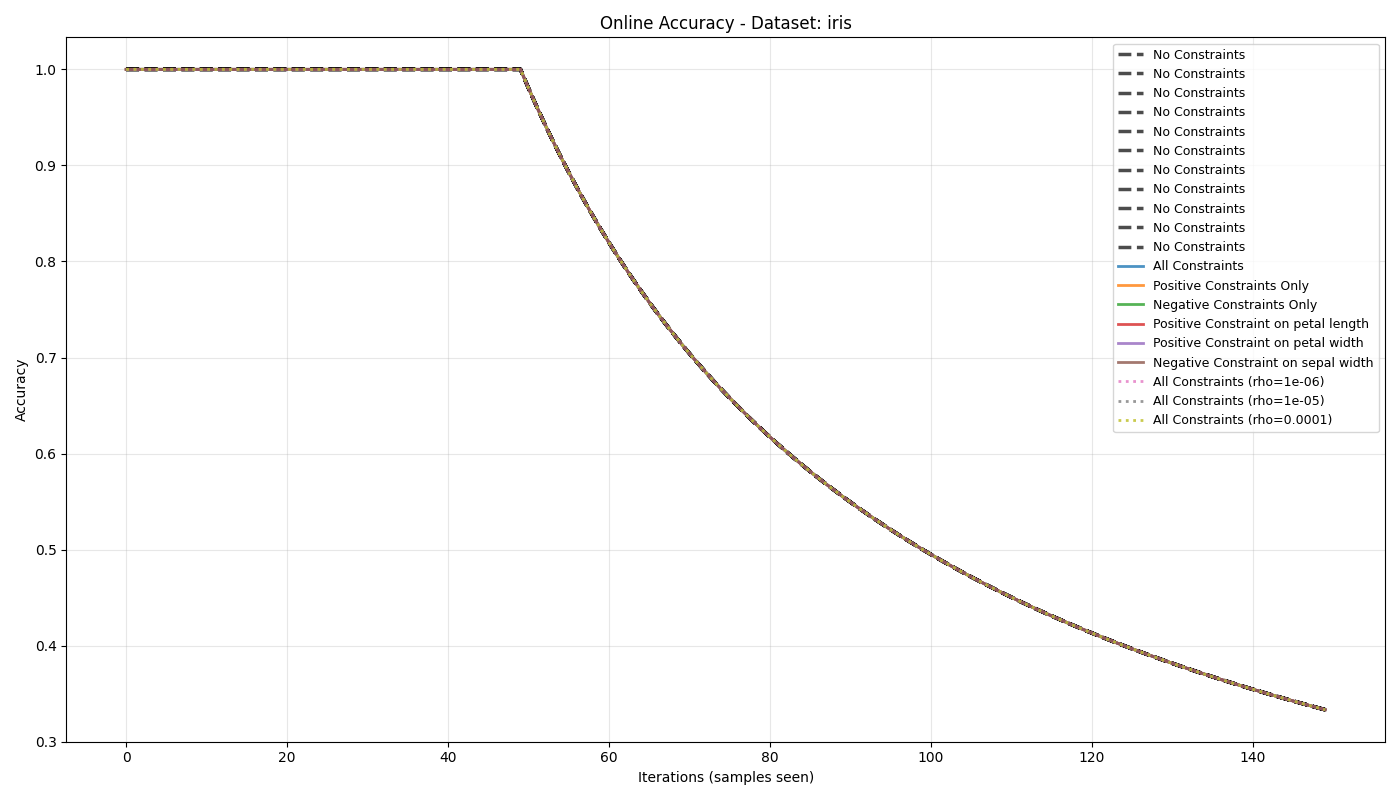 Online Accuracy - Dataset: iris
No Constraints
No Constraints
No Constraints
No Constraints
No Constraints
No Constraints
No Constraints
No Constraints
No Constraints
No Constraints
No Constraints
All Constraints
Positive Constraints Only
Negative Constraints Only
Positive Constraint on petal length
Positive Constraint on petal width
Negative Constraint on sepal width
All Constraints (rho=1e-06)
All Constraints (rho=1e-05)
All Constraints (rho=0.0001)
Accuracy
1.0
0.9
0.8
0.7
0.6
0.5
0.4
0.3
0 20 40 60 80 100 120 140
Iterations (samples seen)